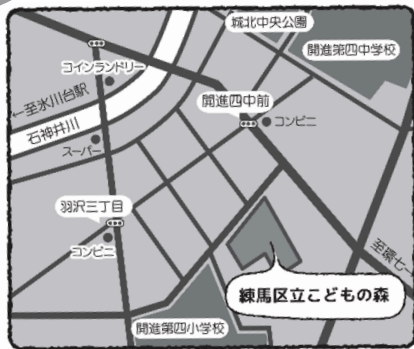 城北中央公園
開進第四中学校
コインランドリー
←至氷川台駅
開進四中前
コンビニ
石神井川
スーパー
羽沢三丁目
コンビニ
至環七→
練馬区立こどもの森
開進第四小学校